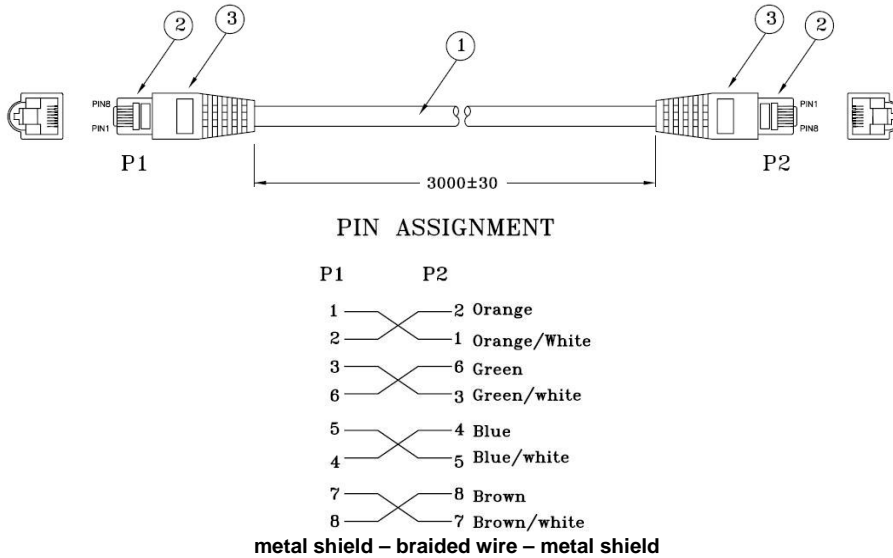 2 3 3 2
1
PIN8 PIN1
PIN1 PIN8
P1 P2
3000±30
PIN ASSIGNMENT
P1 P2
1 2 Orange
2 1 Orange/White
3 6 Green
6 3 Green/white
5 4 Blue
4 5 Blue/white
7 8 Brown
8 7 Brown/white
metal shield – braided wire – metal shield